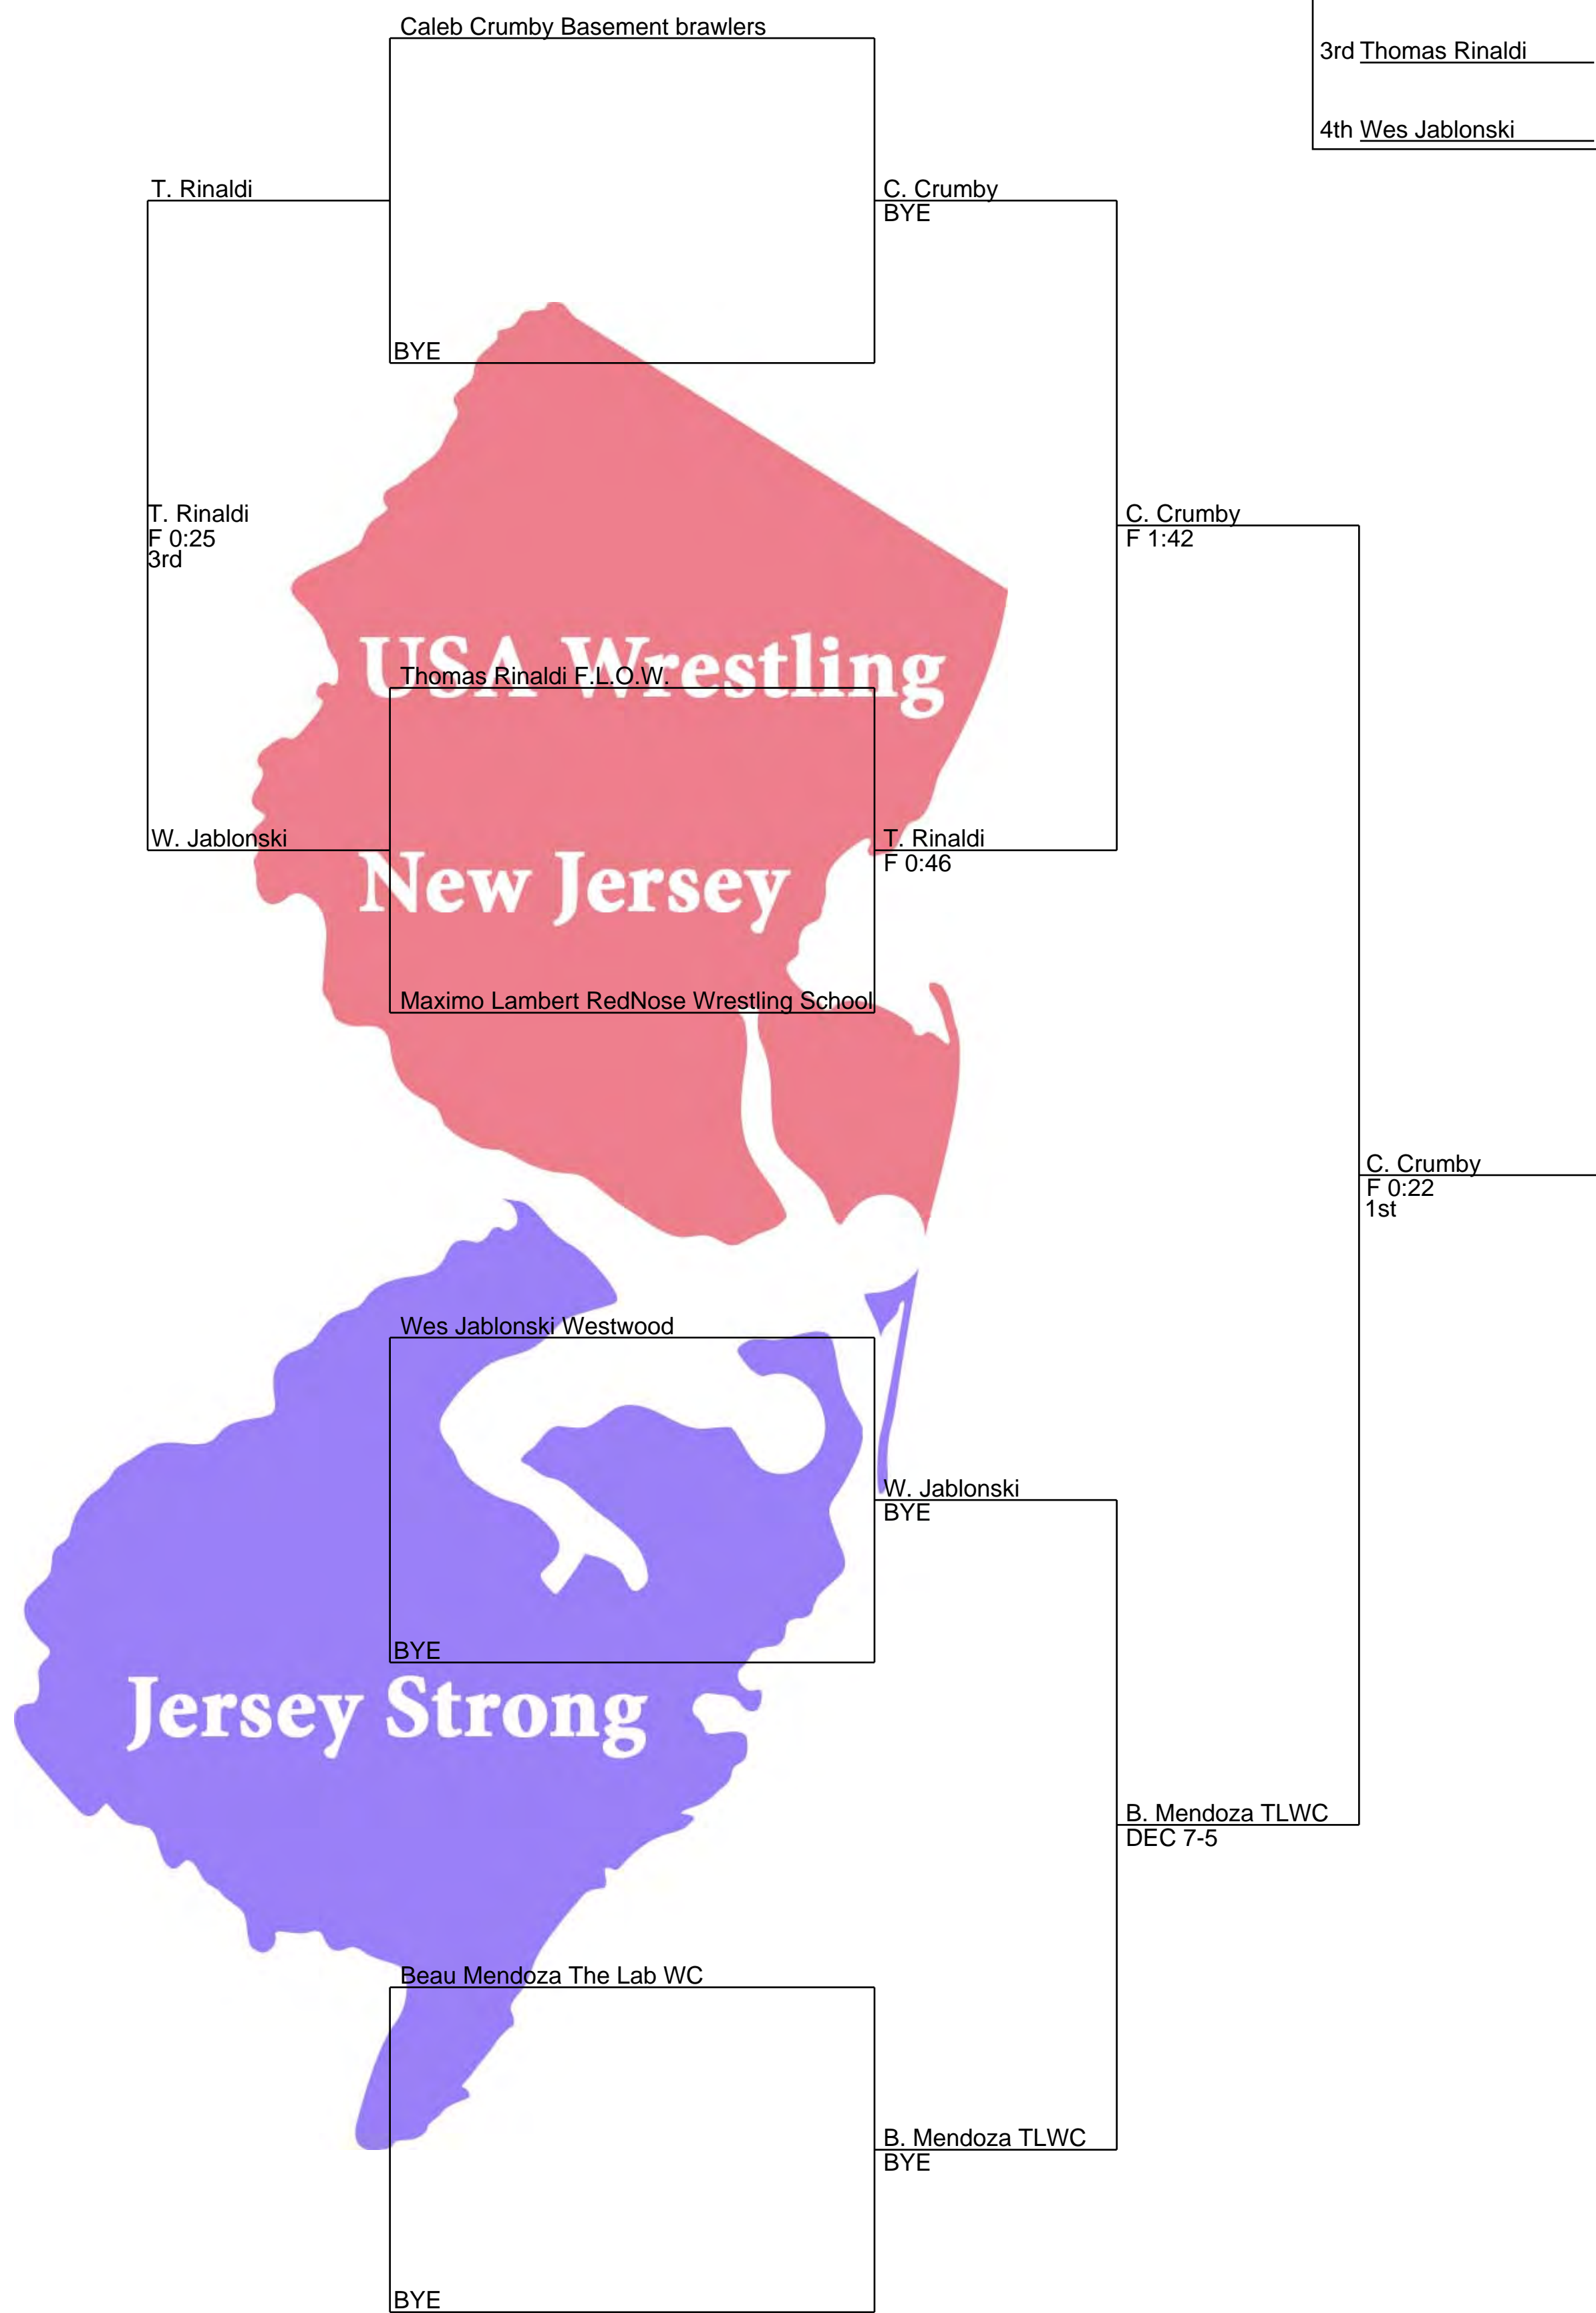 Caleb Crumby Basement brawlers
3rd Thomas Rinaldi
4th Wes Jablonski
T. Rinaldi
C. Crumby
BYE
BYE
T. Rinaldi
F 0:25
3rd
C. Crumby
F 1:42
USA Wrestling
Thomas Rinaldi F.L.O.W.
W. Jablonski
T. Rinaldi
F 0:46
New Jersey
Maximo Lambert RedNose Wrestling School
C. Crumby
F 0:22
1st
Wes Jablonski Westwood
W. Jablonski
BYE
BYE
Jersey Strong
B. Mendoza TLWC
DEC 7-5
Beau Mendoza The Lab WC
B. Mendoza TLWC
BYE
BYE